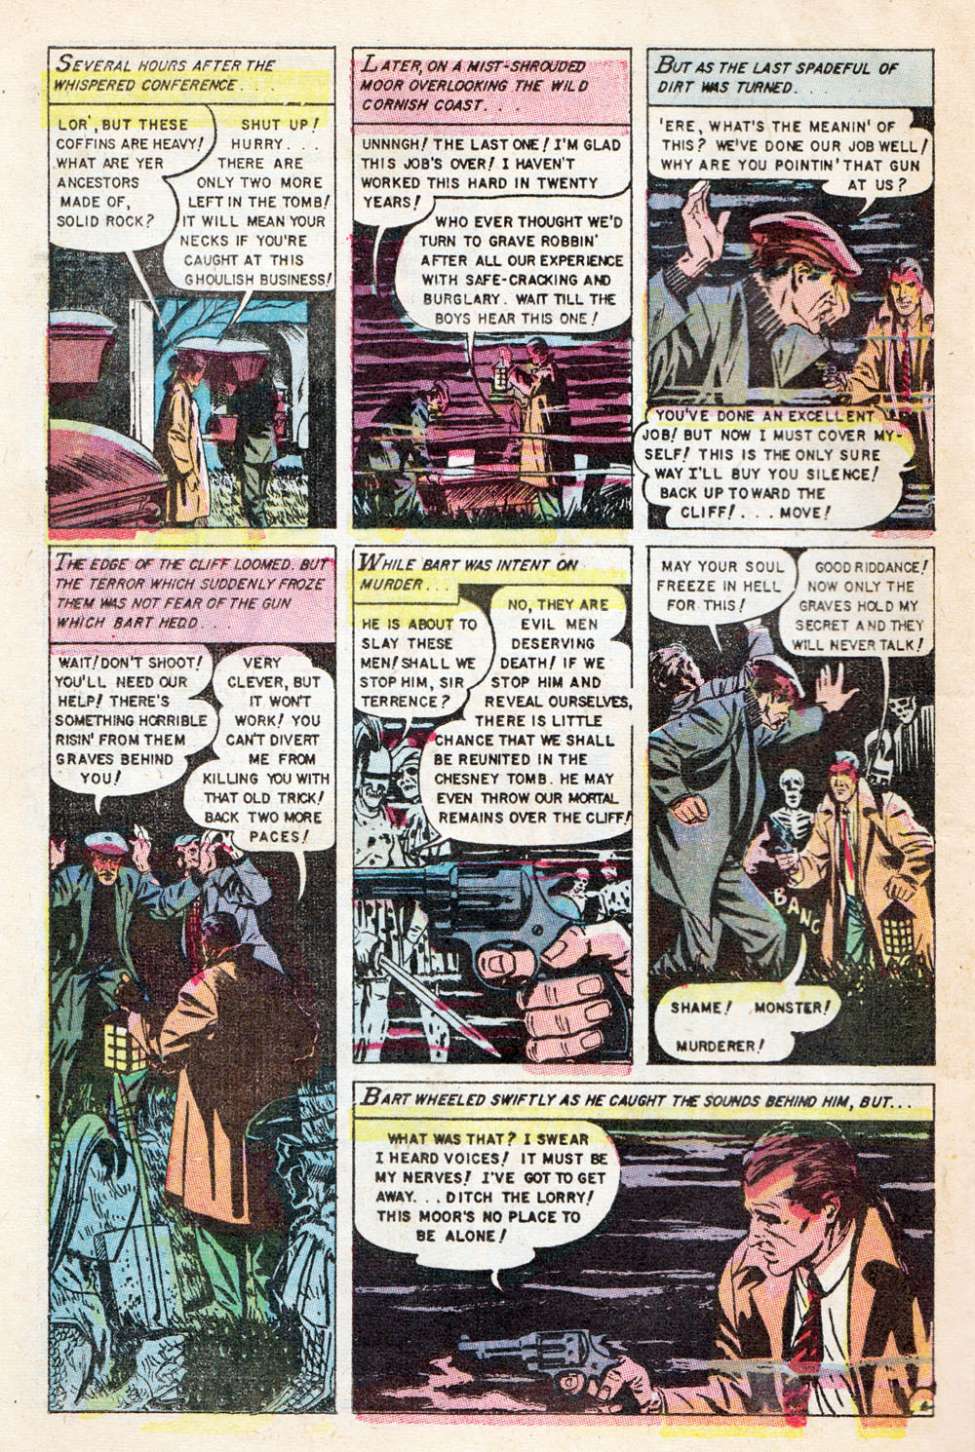 SEVERAL HOURS AFTER THE
WHISPERED CONFERENCE. . .
LOR', BUT THESE
COFFINS ARE HEAVY!
WHAT ARE YER
ANCESTORS
MADE OF,
SOLID ROCK?
SHUT UP!
HURRY. . .
THERE ARE
ONLY TWO MORE
LEFT IN THE TOMB!
IT WILL MEAN YOUR
NECKS IF YOU'RE
CAUGHT AT THIS
GHOULISH BUSINESS!
LATER, ON A MIST-SHROUDED
MOOR OVERLOOKING THE WILD
CORNISH COAST. . .
UNNNGH! THE LAST ONE! I'M GLAD
THIS JOB'S OVER! I HAVEN'T
WORKED THIS HARD IN TWENTY
YEARS!
WHO EVER THOUGHT WE'D
TURN TO GRAVE ROBBIN'
AFTER ALL OUR EXPERIENCE
WITH SAFE-CRACKING AND
BURGLARY. WAIT TILL THE
BOYS HEAR THIS ONE!
BUT AS THE LAST SPADEFUL OF
DIRT WAS TURNED. . .
'ERE, WHAT'S THE MEANIN' OF
THIS? WE'VE DONE OUR JOB WELL!
WHY ARE YOU POINTIN' THAT GUN
AT US?
YOU'VE DONE AN EXCELLENT
JOB! BUT NOW I MUST COVER MY-
SELF! THIS IS THE ONLY SURE
WAY I'LL BUY YOU SILENCE!
BACK UP TOWARD THE
CLIFF!. . . MOVE!
THE EDGE OF THE CLIFF LOOMED. BUT
THE TERROR WHICH SUDDENLY FROZE
THEM WAS NOT FEAR OF THE GUN
WHICH BART HEDD. . .
WAIT! DON'T SHOOT!
YOU'LL NEED OUR
HELP! THERE'S
SOMETHING HORRIBLE
RISIN' FROM THEM
GRAVES BEHIND
YOU!
VERY
CLEVER, BUT
IT WON'T
WORK! YOU
CAN'T DIVERT
ME FROM
KILLING YOU WITH
THAT OLD TRICK!
BACK TWO MORE
PACES!
WHILE BART WAS INTENT ON
MURDER. . .
HE IS ABOUT TO
SLAY THESE
MEN! SHALL WE
STOP HIM, SIR
TERRENCE?
NO, THEY ARE
EVIL MEN
DESERVING
DEATH! IF WE
STOP HIM AND
REVEAL OURSELVES,
THERE IS LITTLE
CHANCE THAT WE SHALL
BE REUNITED IN THE
CHESNEY TOMB. HE MAY
EVEN THROW OUR MORTAL
REMAINS OVER THE CLIFF!
MAY YOUR SOUL
FREEZE IN HELL
FOR THIS!
GOOD RIDDANCE!
NOW ONLY THE
GRAVES HOLD MY
SECRET AND THEY
WILL NEVER TALK!
BANG
SHAME! MONSTER!
MURDERER!
BART WHEELED SWIFTLY AS HE CAUGHT THE SOUNDS BEHIND HIM, BUT...
WHAT WAS THAT? I SWEAR
I HEARD VOICES! IT MUST BE
MY NERVES! I'VE GOT TO GET
AWAY. . . DITCH THE LORRY!
THIS MOOR'S NO PLACE TO
BE ALONE!